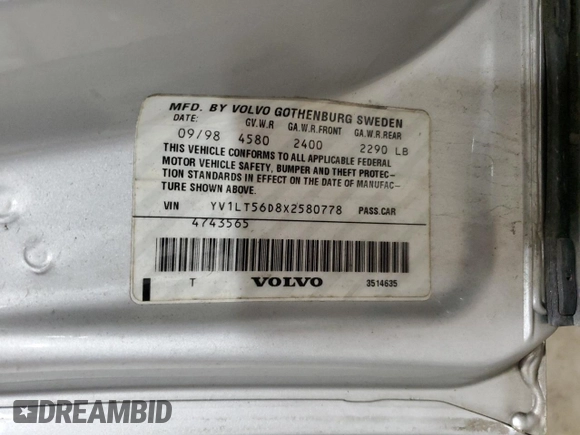 MFD. BY VOLVO GOTHENBURG SWEDEN
DATE: GV.W.R GA.W.R.FRONT GA.W.R.REAR
09/98 4580 2400 2290 LB
THIS VEHICLE CONFORMS TO ALL APPLICABLE FEDERAL
MOTOR VEHICLE SAFETY, BUMPER AND THEFT PROTEC-
TION STANDARDS IN EFFECT ON THE DATE OF MANUFAC-
TURE SHOWN ABOVE.
VIN YV1LT56D8X2580778 PASS.CAR
4743565
T VOLVO 3514635
DREAMBID